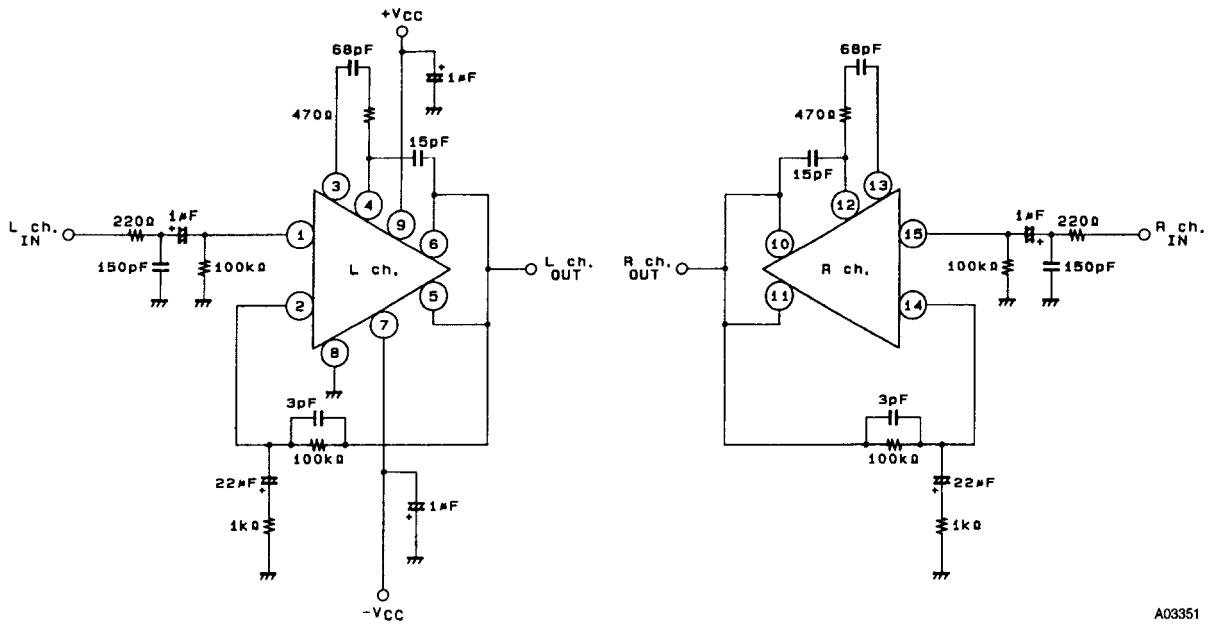 +VCC
68pF
1μF
470Ω
15pF
3
4
9
6
L ch.
IN
220Ω
1μF
1
150pF
100kΩ
L ch.
L ch.
OUT
2
5
7
8
3pF
100kΩ
22μF
1kΩ
1μF
-VCC
68pF
470Ω
15pF
13
12
10
15
1μF
220Ω
R ch.
IN
R ch.
OUT
R ch.
100kΩ
150pF
11
14
3pF
100kΩ
22μF
1kΩ
+
+
+
+
+
+
A03351